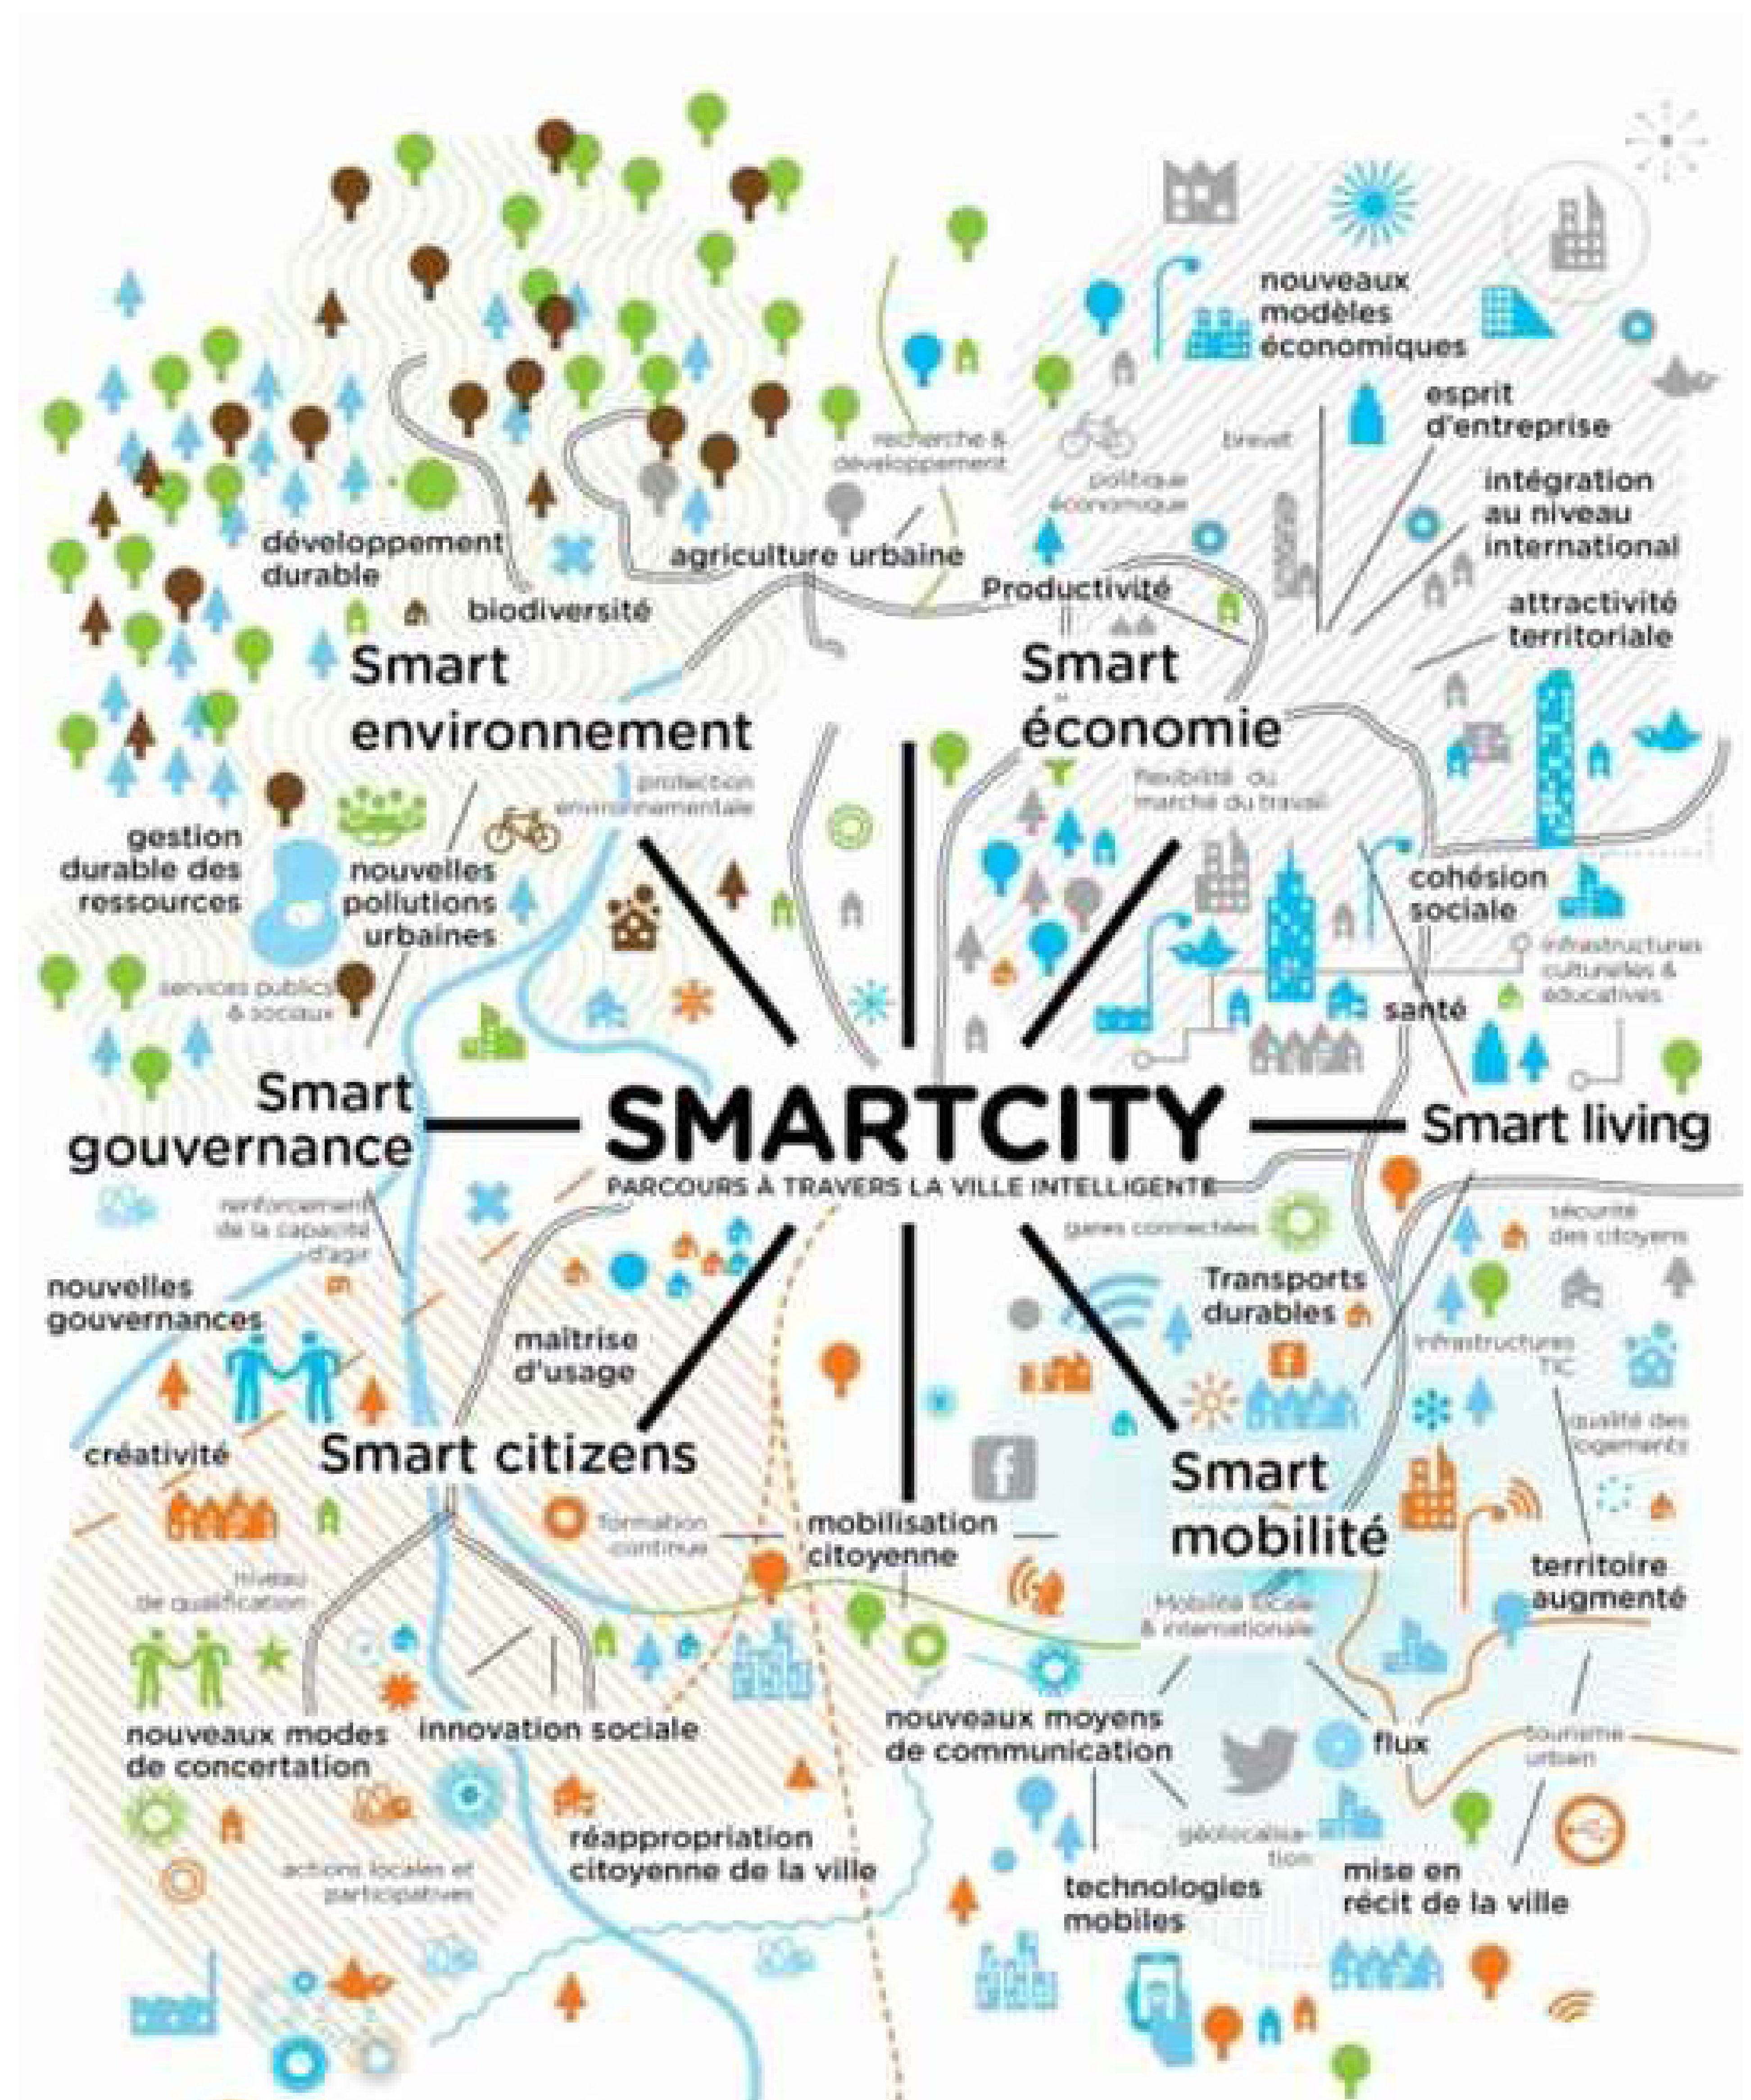 nouveaux
modèles
économiques
esprit
d'entreprise
recherche &
développement
brevet
politique
économique
intégration
au niveau
international
développement
durable
agriculture urbaine
biodiversité
Productivité
attractivité
territoriale
Smart
environnement
Smart
économie
protection
environnementale
flexibilité du
marché du travail
gestion
durable des
ressources
nouvelles
pollutions
urbaines
cohésion
sociale
infrastructures
culturelles &
éducatives
services publics
& sociaux
santé
Smart
gouvernance
SMARTCITY
PARCOURS À TRAVERS LA VILLE INTELLIGENTE
Smart living
renforcement
de la capacité
d'agir
gares connectées
sécurité
des citoyens
nouvelles
gouvernances
Transports
durables
maîtrise
d'usage
infrastructures
TIC
qualité des
logements
créativité
Smart citizens
Smart
mobilité
formation
continue
mobilisation
citoyenne
niveau
de qualification
territoire
augmenté
Mobilité locale
& internationale
nouveaux modes
de concertation
innovation sociale
nouveaux moyens
de communication
flux
tourisme
urbain
réappropriation
citoyenne de la ville
actions locales et
participatives
géolocalisa-
tion
technologies
mobiles
mise en
récit de la ville